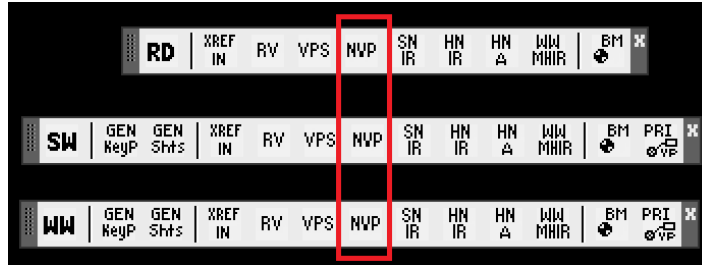 RD XREF IN RV VPS NVP SN IR HN IR HN A WW MHIR BM X
SW GEN KeyP GEN Shts XREF IN RV VPS NVP SN IR HN IR HN A WW MHIR BM PRI VP X
WW GEN KeyP GEN Shts XREF IN RV VPS NVP SN IR HN IR HN A WW MHIR BM PRI VP X